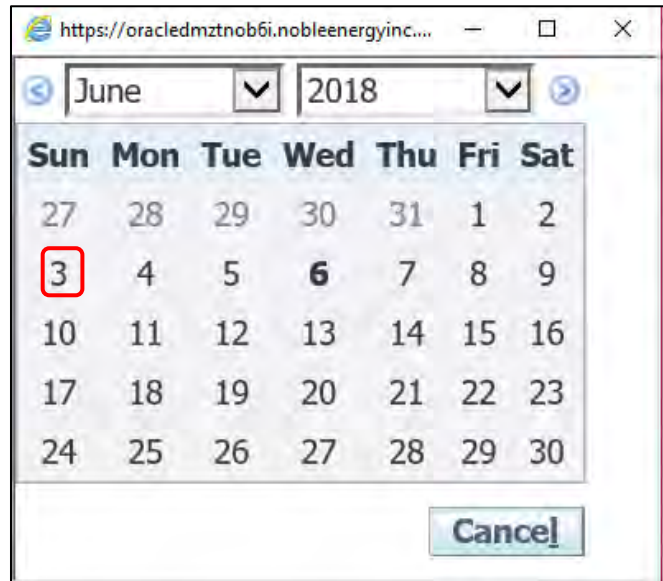 https://oracledmztnob6i.nobleenergyinc....
June 2018
Sun Mon Tue Wed Thu Fri Sat
27 28 29 30 31 1 2
3 4 5 6 7 8 9
10 11 12 13 14 15 16
17 18 19 20 21 22 23
24 25 26 27 28 29 30
Cancel